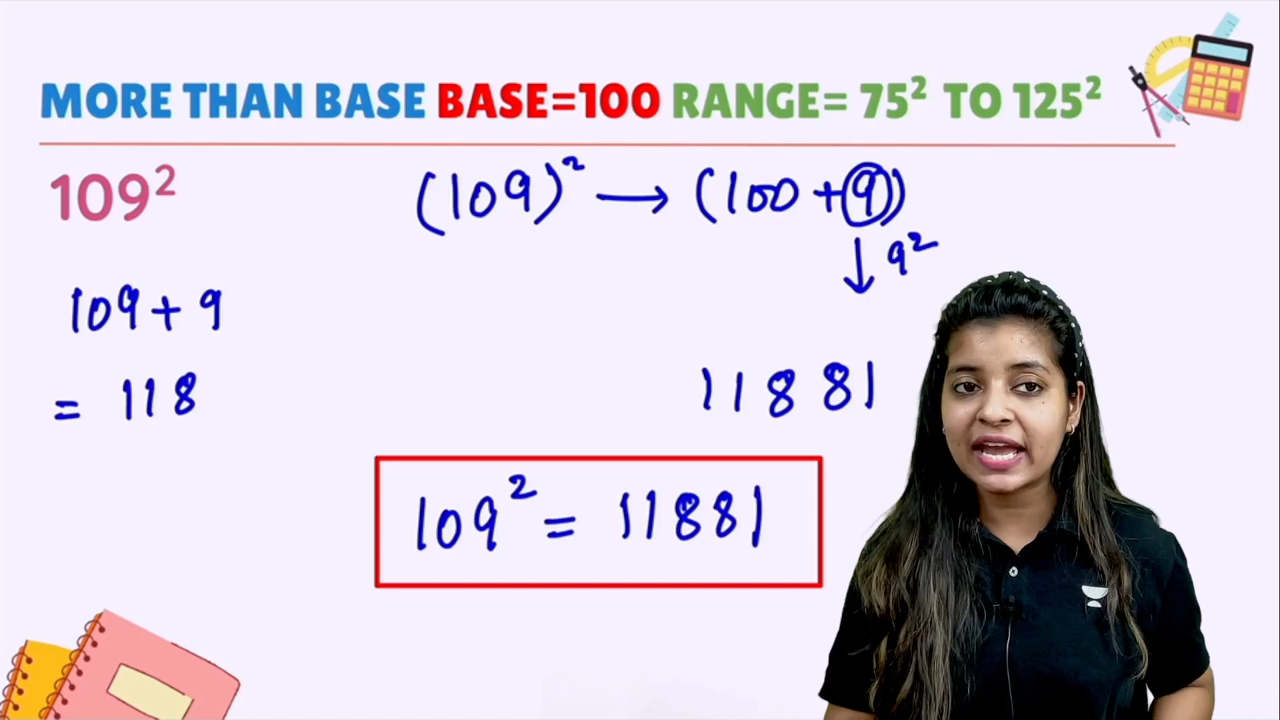 MORE THAN BASE BASE=100 RANGE= 75² TO 125²
109²
(109)² → (100 + 9)
↓ 9²
109 + 9
= 118
11881
109² = 11881